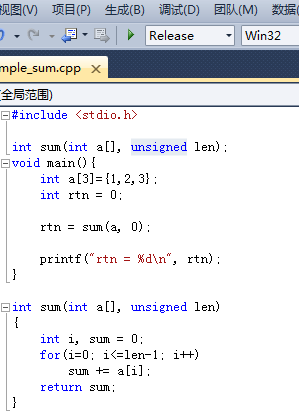 视图(V) 项目(P) 生成(B) 调试(D) 团队(M) 数据
Release Win32
mple_sum.cpp
(全局范围)
#include <stdio.h>
int sum(int a[], unsigned len);
void main(){
int a[3]={1,2,3};
int rtn = 0;
rtn = sum(a, 0);
printf("rtn = %d\n", rtn);
}
int sum(int a[], unsigned len)
{
int i, sum = 0;
for(i=0; i<=len-1; i++)
sum += a[i];
return sum;
}